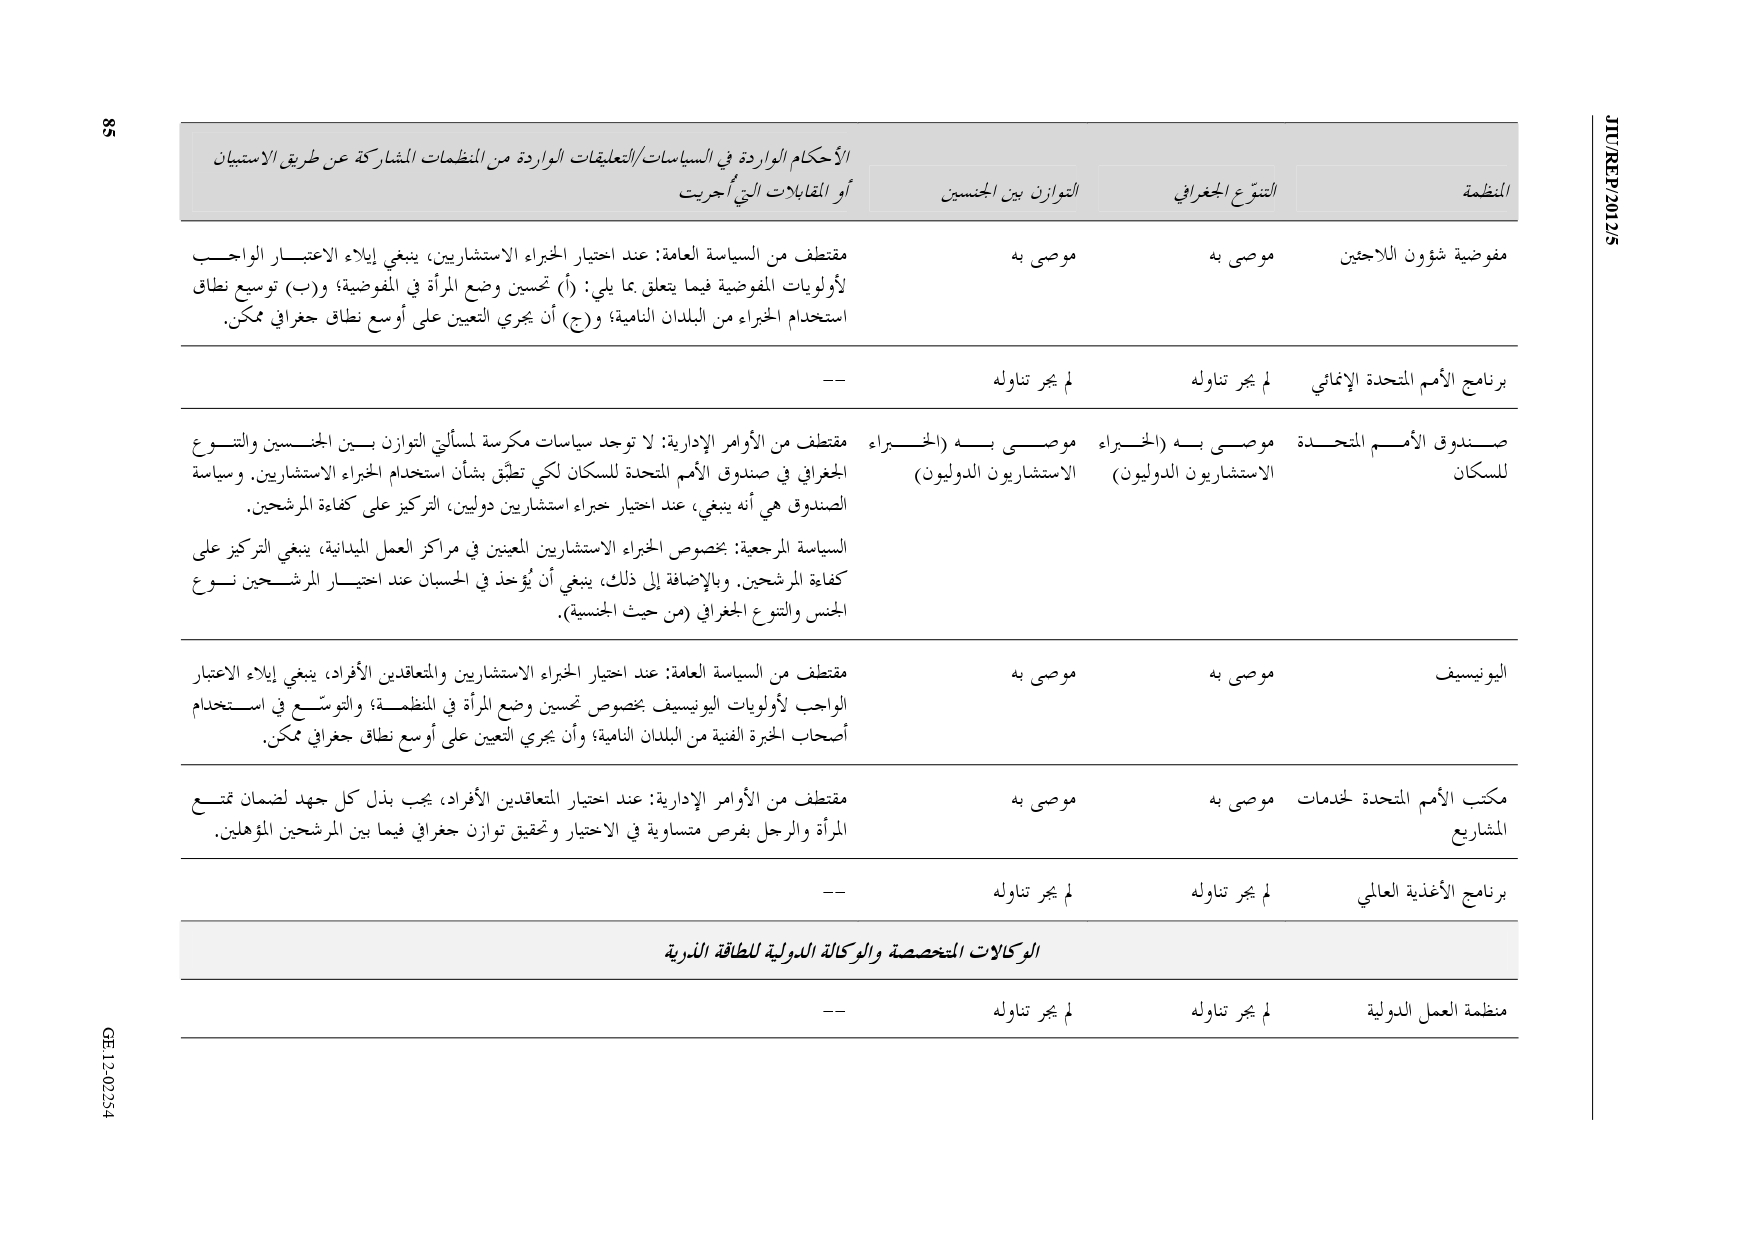 JIU/REP/2012/5
المنظمة
التنوّع الجغرافي
التوازن بين الجنسين
الأحكام الواردة في السياسات/التعليقات الواردة من المنظمات المشاركة عن طريق الاستبيان
أو المقابلات التي أُجريت
مفوضية شؤون اللاجئين
موصى به
موصى به
مقتطف من السياسة العامة: عند اختيار الخبراء الاستشاريين، ينبغي إيلاء الاعتبار الواجب
لأولويات المفوضية فيما يتعلق بما يلي: (أ) تحسين وضع المرأة في المفوضية؛ و(ب) توسيع نطاق
استخدام الخبراء من البلدان النامية؛ و(ج) أن يجري التعيين على أوسع نطاق جغرافي ممكن.
برنامج الأمم المتحدة الإنمائي
لم يجر تناوله
لم يجر تناوله
--
صندوق الأمم المتحدة
للسكان
موصى به (الخبراء
الاستشاريون الدوليون)
موصى به (الخبراء
الاستشاريون الدوليون)
مقتطف من الأوامر الإدارية: لا توجد سياسات مكرسة لمسألتي التوازن بين الجنسين والتنوع
الجغرافي في صندوق الأمم المتحدة للسكان لكي تطبَّق بشأن استخدام الخبراء الاستشاريين. وسياسة
الصندوق هي أنه ينبغي، عند اختيار خبراء استشاريين دوليين، التركيز على كفاءة المرشحين.
السياسة المرجعية: بخصوص الخبراء الاستشاريين المعينين في مراكز العمل الميدانية، ينبغي التركيز على
كفاءة المرشحين. وبالإضافة إلى ذلك، ينبغي أن يُؤخذ في الحسبان عند اختيار المرشحين نوع
الجنس والتنوع الجغرافي (من حيث الجنسية).
اليونيسيف
موصى به
موصى به
مقتطف من السياسة العامة: عند اختيار الخبراء الاستشاريين والمتعاقدين الأفراد، ينبغي إيلاء الاعتبار
الواجب لأولويات اليونيسيف بخصوص تحسين وضع المرأة في المنظمة؛ والتوسّع في استخدام
أصحاب الخبرة الفنية من البلدان النامية؛ وأن يجري التعيين على أوسع نطاق جغرافي ممكن.
مكتب الأمم المتحدة لخدمات
المشاريع
موصى به
موصى به
مقتطف من الأوامر الإدارية: عند اختيار المتعاقدين الأفراد، يجب بذل كل جهد لضمان تمتع
المرأة والرجل بفرص متساوية في الاختيار وتحقيق توازن جغرافي فيما بين المرشحين المؤهلين.
برنامج الأغذية العالمي
لم يجر تناوله
لم يجر تناوله
--
الوكالات المتخصصة والوكالة الدولية للطاقة الذرية
منظمة العمل الدولية
لم يجر تناوله
لم يجر تناوله
--
85
GE.12-02254